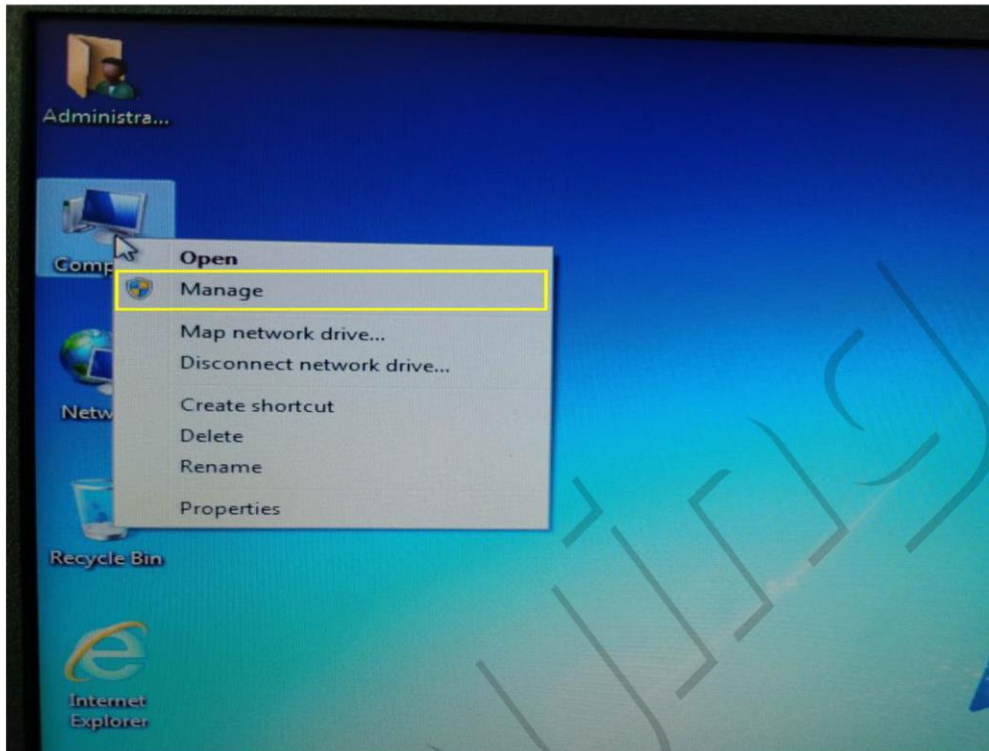 Administra...
Comp
Open
Manage
Map network drive...
Disconnect network drive...
Netw
Create shortcut
Delete
Rename
Properties
Recycle Bin
Internet
Explorer